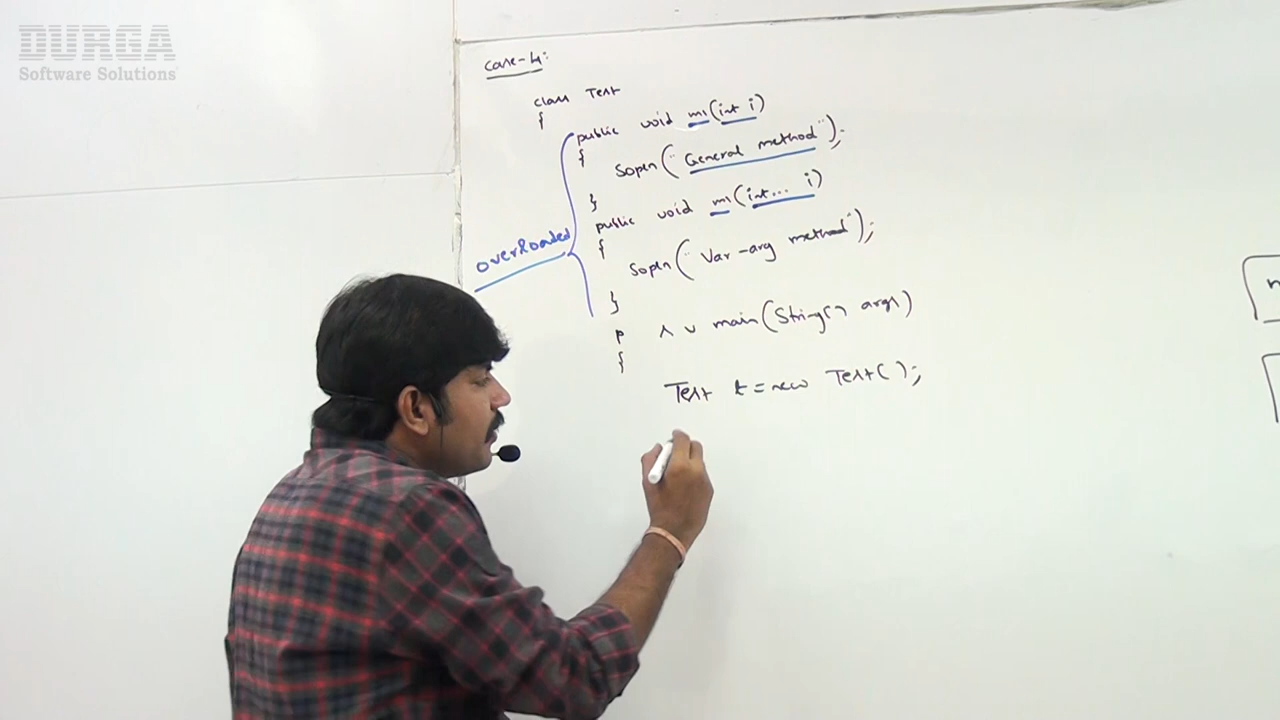 DURGA
Software Solutions
Case-4:
class Test
{
public void m1(int i)
{
Sopln("General method");
}
public void m1(int... i)
{
Sopln("Var-arg method");
}
overloaded
p s v main(String[] args)
{
Test t = new Test();